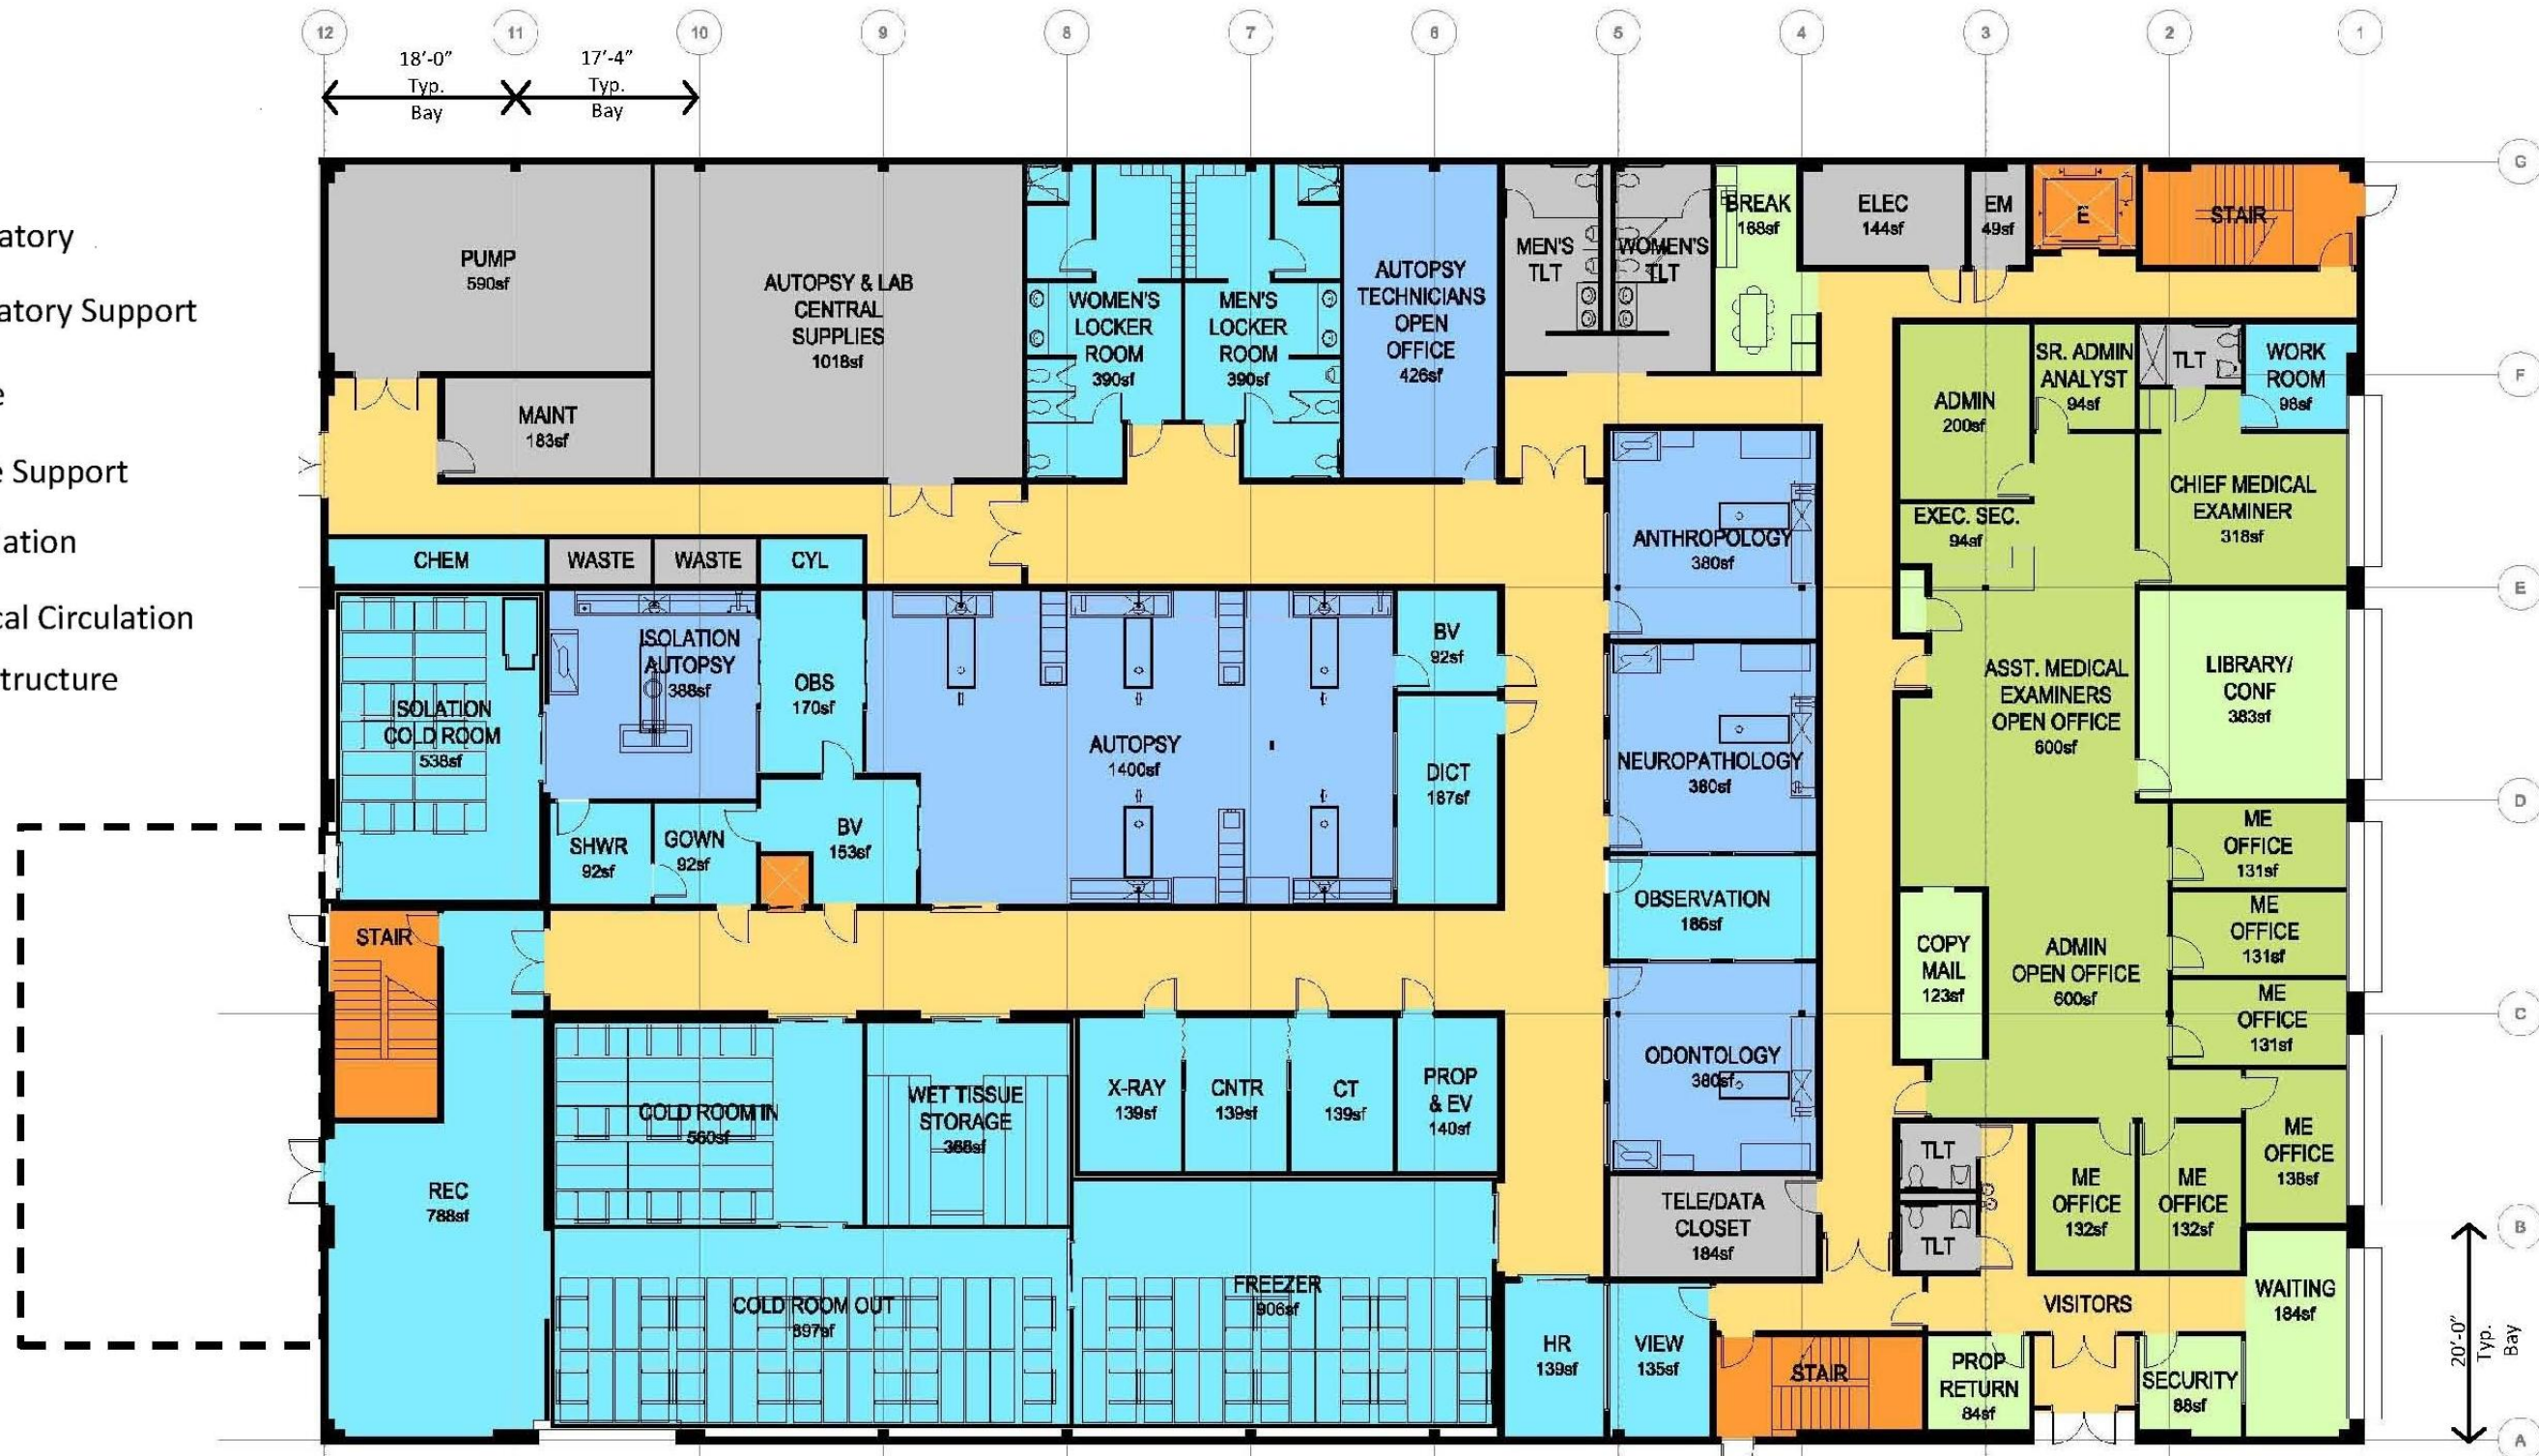 12
11
10
9
8
7
6
5
4
3
2
1
18'-0"
Typ.
Bay
17'-4"
Typ.
Bay
G
F
E
D
C
B
A
20'-0"
Typ.
Bay
atory
atory Support
e
e Support
ation
cal Circulation
tructure
PUMP
590sf
MAINT
183sf
AUTOPSY & LAB
CENTRAL
SUPPLIES
1018sf
WOMEN'S
LOCKER
ROOM
390sf
MEN'S
LOCKER
ROOM
390sf
AUTOPSY
TECHNICIANS
OPEN
OFFICE
426sf
MEN'S
TLT
WOMEN'S
TLT
BREAK
168sf
ELEC
144sf
EM
49sf
E
STAIR
ADMIN
200sf
SR. ADMIN
ANALYST
94sf
TLT
WORK
ROOM
98sf
EXEC. SEC.
94sf
CHIEF MEDICAL
EXAMINER
318sf
CHEM
WASTE
WASTE
CYL
ANTHROPOLOGY
380sf
ISOLATION
COLD ROOM
538sf
ISOLATION
AUTOPSY
388sf
OBS
170sf
AUTOPSY
1400sf
BV
92sf
DICT
187sf
NEUROPATHOLOGY
380sf
ASST. MEDICAL
EXAMINERS
OPEN OFFICE
600sf
LIBRARY/
CONF
383sf
SHWR
92sf
GOWN
92sf
BV
153sf
OBSERVATION
186sf
ME
OFFICE
131sf
ME
OFFICE
131sf
ME
OFFICE
131sf
STAIR
COPY
MAIL
123sf
ADMIN
OPEN OFFICE
600sf
ODONTOLOGY
380sf
COLD ROOM IN
560sf
WET TISSUE
STORAGE
368sf
X-RAY
139sf
CNTR
139sf
CT
139sf
PROP
& EV
140sf
REC
788sf
TELE/DATA
CLOSET
184sf
TLT
TLT
ME
OFFICE
132sf
ME
OFFICE
132sf
ME
OFFICE
138sf
COLD ROOM OUT
897sf
FREEZER
906sf
HR
139sf
VIEW
135sf
STAIR
VISITORS
WAITING
184sf
PROP
RETURN
84sf
SECURITY
88sf